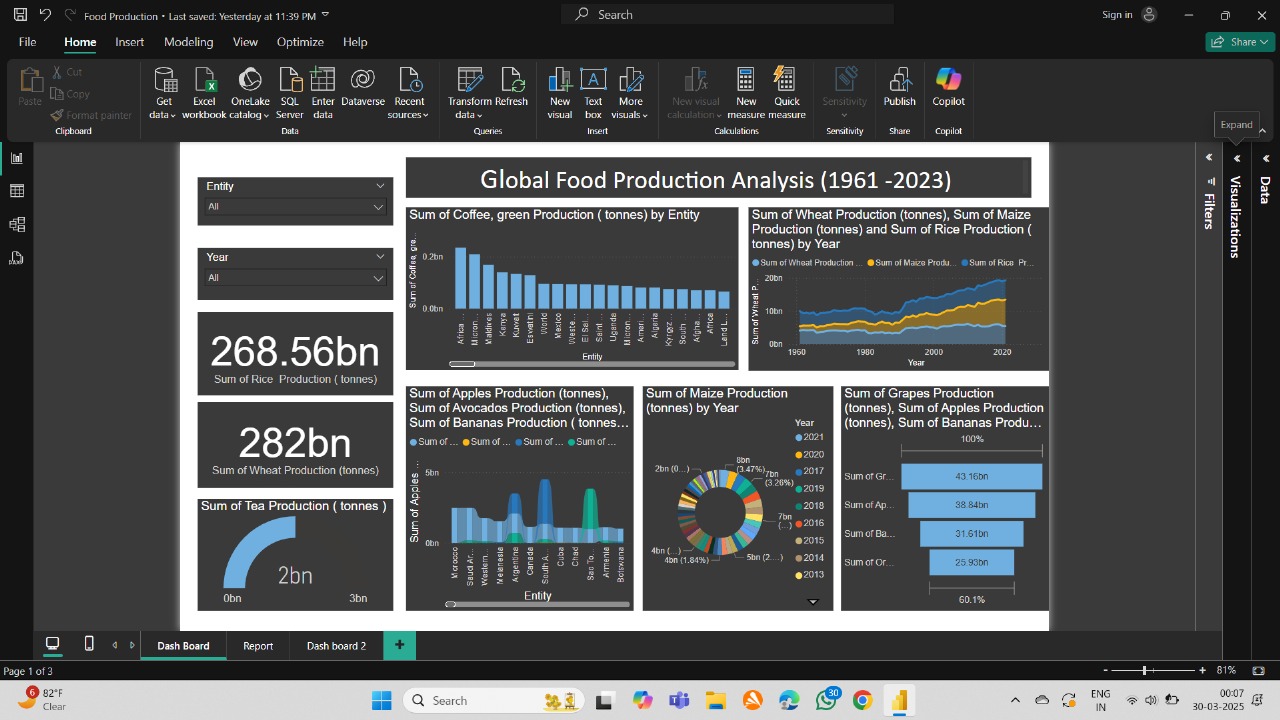 Food Production • Last saved: Yesterday at 11:39 PM
Search
Sign in
File Home Insert Modeling View Optimize Help
Share
Paste
Cut
Copy
Format painter
Clipboard
Get data
Excel workbook
OneLake catalog
SQL Server
Enter data
Dataverse
Recent sources
Data
Transform data
Refresh
Queries
New visual
Text box
More visuals
Insert
New visual calculation
New measure
Quick measure
Calculations
Sensitivity
Sensitivity
Publish
Share
Copilot
Copilot
Expand
Filters
Visualizations
Data
Global Food Production Analysis (1961 -2023)
Entity
All
Year
All
268.56bn
Sum of Rice Production ( tonnes)
282bn
Sum of Wheat Production (tonnes)
Sum of Tea Production ( tonnes )
2bn
0bn
3bn
Sum of Coffee, green Production ( tonnes) by Entity
Sum of Coffee, gre...
0.2bn
0.0bn
Africa ...
Micron...
Maldives
Kenya
Kuwait
Eswatini
World
Mexico
Weste...
El Sal...
Saint ...
Uganda
Micron...
Amer...
Algeria
Kyrgyz...
South ...
Africa
Land L...
Entity
Sum of Wheat Production (tonnes), Sum of Maize
Production (tonnes) and Sum of Rice Production (
tonnes) by Year
Sum of Wheat Production ... Sum of Maize Produ... Sum of Rice Pr...
Sum of Wheat P...
20bn
10bn
0bn
1960 1980 2000 2020
Year
Sum of Apples Production (tonnes),
Sum of Avocados Production (tonnes),
Sum of Bananas Production ( tonnes...
Sum of ... Sum of ... Sum of ... Sum of ...
Sum of Apples ...
5bn
0bn
Morocco
Saudi Ar...
Western...
Melanesia
Argentina
Canada
South A...
Cuba
Chad
Sao To...
Armenia
Botswana
Entity
Sum of Maize Production
(tonnes) by Year
Year
2021
2020
2017
2019
2018
2016
2015
2014
2013
8bn
(3.47%)
7bn
(3.26%)
7bn
(...)
5bn (2....)
4bn (1.84%)
4bn (...)
2bn (0...)
Sum of Grapes Production
(tonnes), Sum of Apples Production
(tonnes), Sum of Bananas Produ...
100%
Sum of Gr... 43.16bn
Sum of Ap... 38.84bn
Sum of Ba... 31.61bn
Sum of Or... 25.93bn
60.1%
Dash Board Report Dash board 2 +
Page 1 of 3
- + 81%
6
82°F
Clear
Search
30
ENG
IN
00:07
30-03-2025